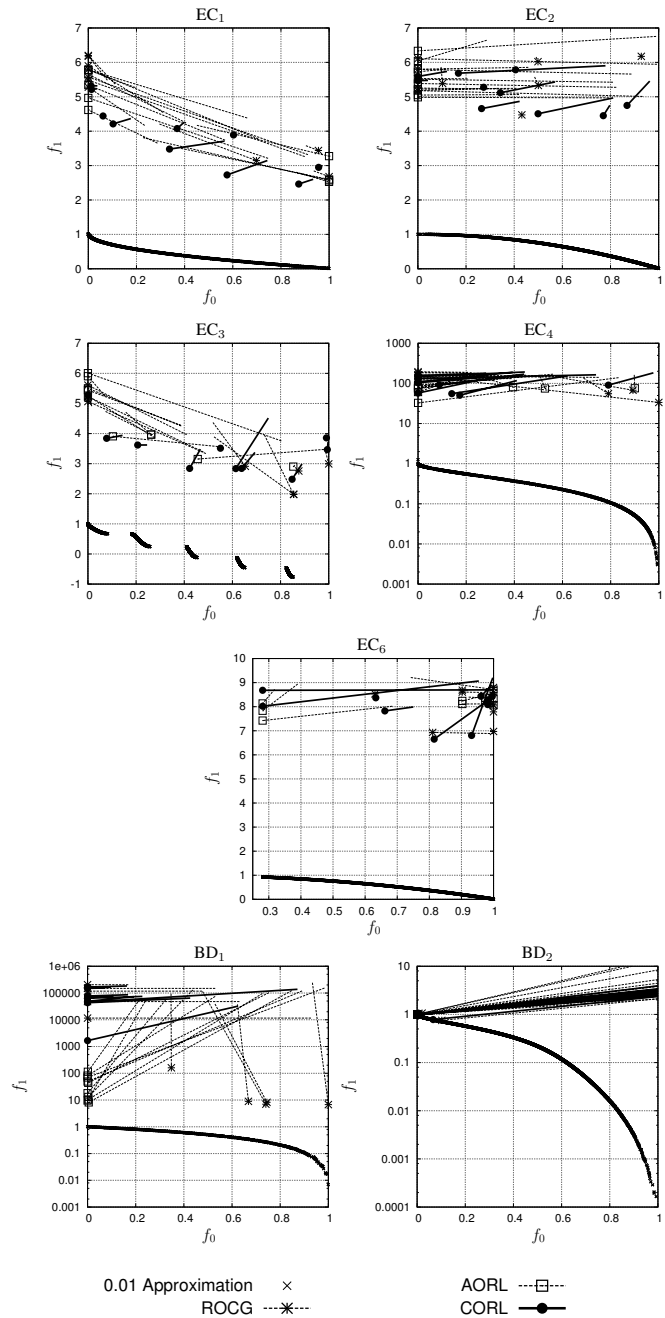 EC₁
7
6
5
4
3
2
1
0
f₁
0 0.2 0.4 0.6 0.8 1
f₀
EC₂
7
6
5
4
3
2
1
0
f₁
0 0.2 0.4 0.6 0.8 1
f₀
EC₃
7
6
5
4
3
2
1
0
-1
f₁
0 0.2 0.4 0.6 0.8 1
f₀
EC₄
1000
100
10
1
0.1
0.01
0.001
f₁
0 0.2 0.4 0.6 0.8 1
f₀
EC₆
10
9
8
7
6
5
4
3
2
1
0
f₁
0.3 0.4 0.5 0.6 0.7 0.8 0.9 1
f₀
BD₁
1e+06
100000
10000
1000
100
10
1
0.1
0.01
0.001
f₁
0 0.2 0.4 0.6 0.8 1
f₀
BD₂
10
1
0.1
0.01
0.001
0.0001
f₁
0 0.2 0.4 0.6 0.8 1
f₀
0.01 Approximation
ROCG
AORL
CORL